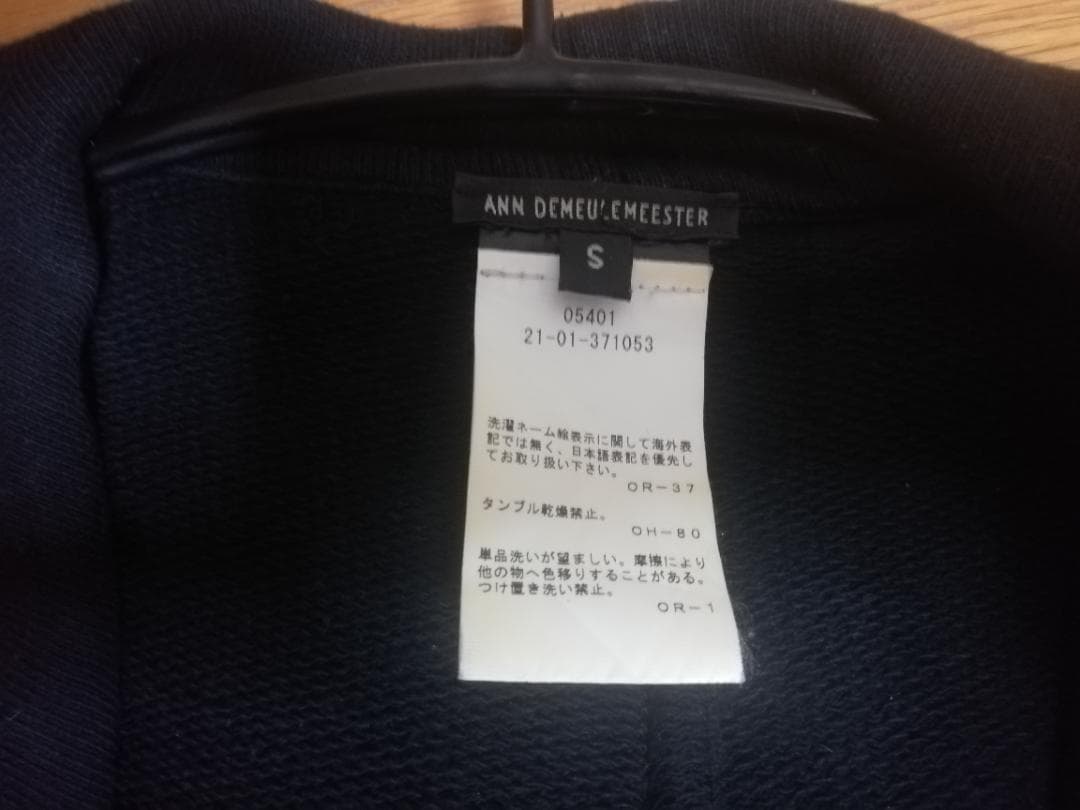 ANN DEMEULEMEESTER
S
05401
21-01-371053
洗濯ネーム絵表示に関して海外表
記では無く、日本語表記を優先し
てお取り扱い下さい。
OR-37
タンブル乾燥禁止。
OH-80
単品洗いが望ましい。摩擦により
他の物へ色移りすることがある。
つけ置き洗い禁止。
OR-1